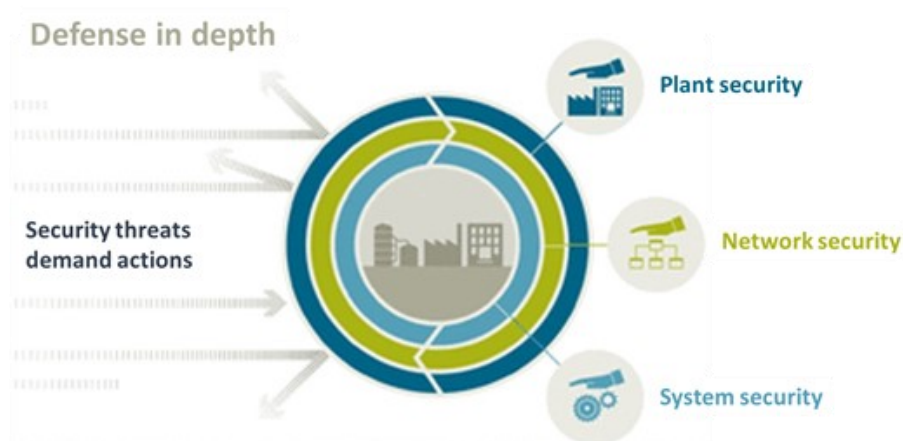 Defense in depth
Plant security
Security threats
demand actions
Network security
System security